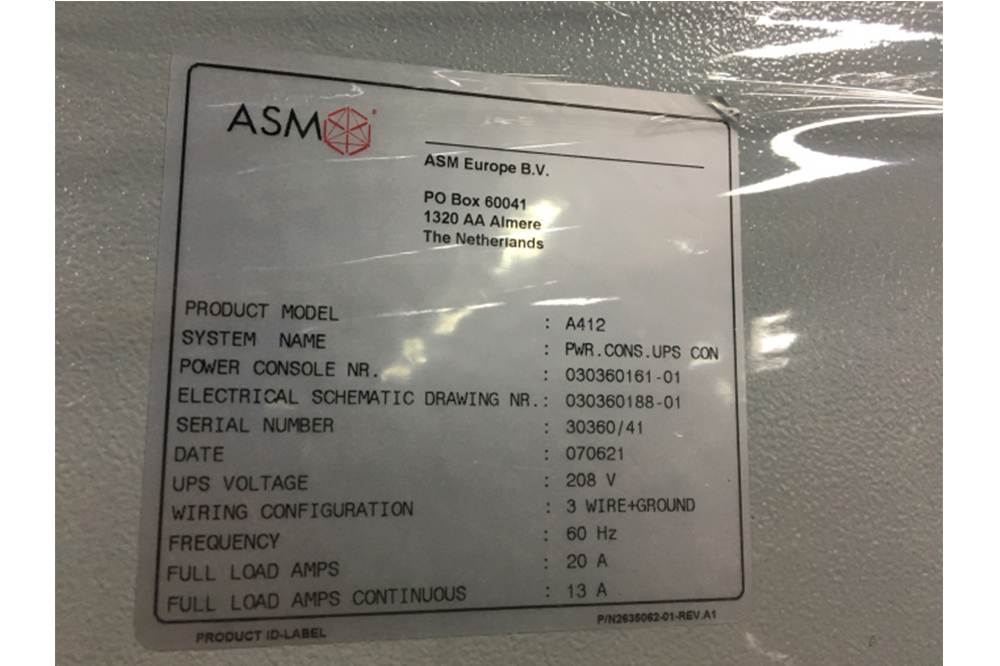 ASM
ASM Europe B.V.
PO Box 60041
1320 AA Almere
The Netherlands
PRODUCT MODEL : A412
SYSTEM NAME : PWR.CONS.UPS CON
POWER CONSOLE NR. : 030360161-01
ELECTRICAL SCHEMATIC DRAWING NR.: 030360188-01
SERIAL NUMBER : 30360/41
DATE : 070621
UPS VOLTAGE : 208 V
WIRING CONFIGURATION : 3 WIRE+GROUND
FREQUENCY : 60 Hz
FULL LOAD AMPS : 20 A
FULL LOAD AMPS CONTINUOUS : 13 A
PRODUCT ID-LABEL P/N2635062-01-REV.A1